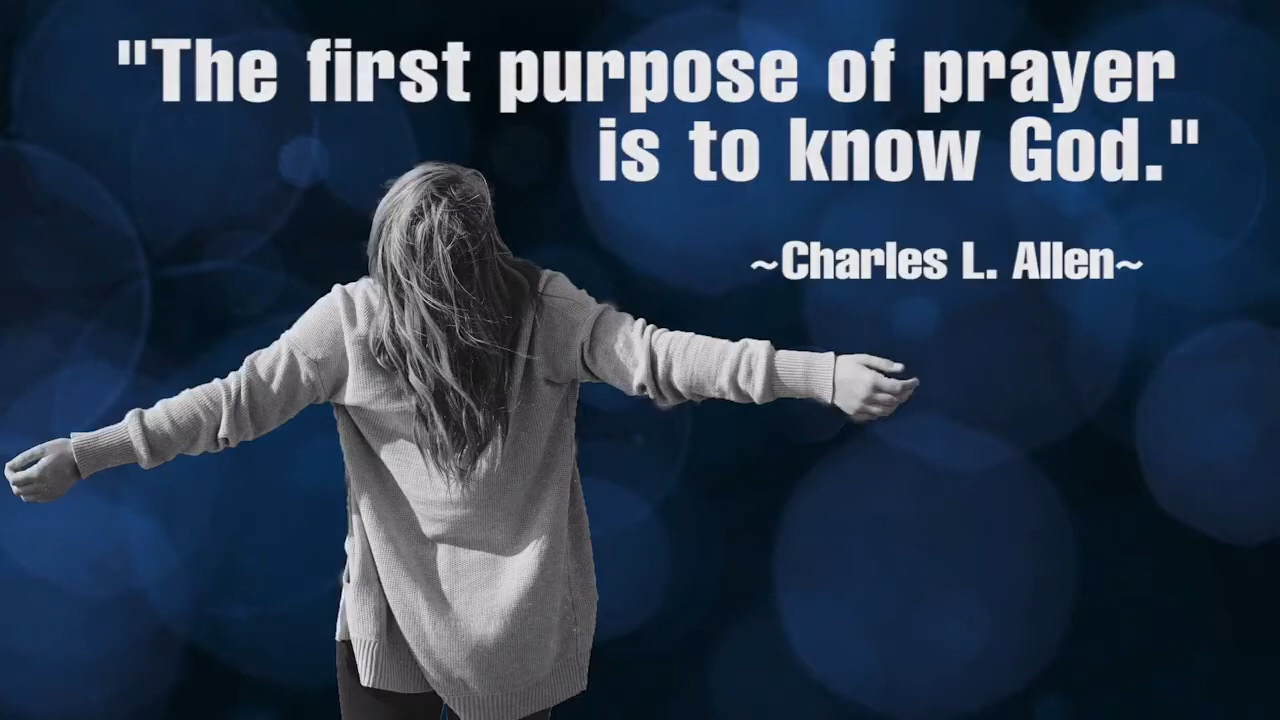 "The first purpose of prayer
is to know God."
~Charles L. Allen~